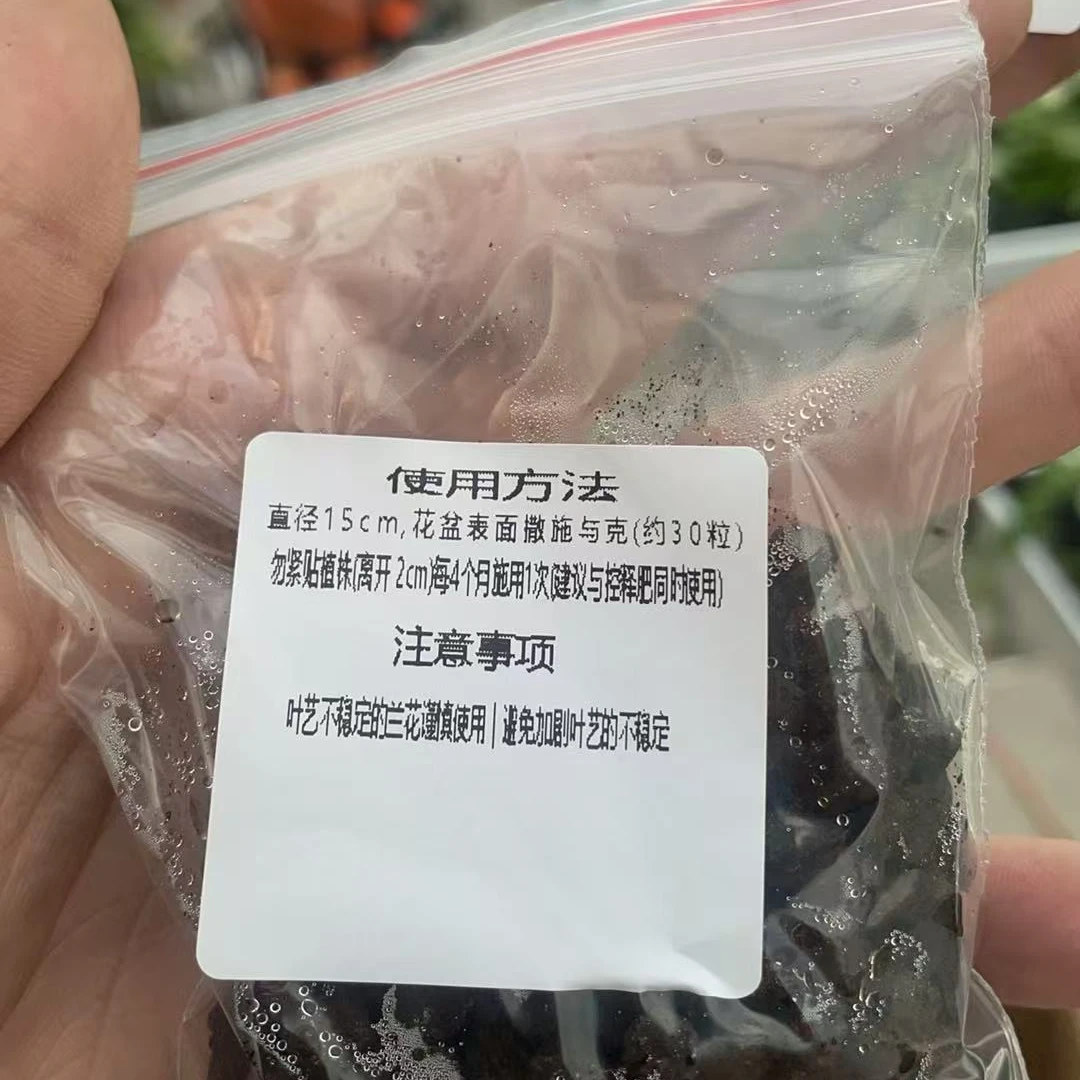 使用方法
直径15cm,花盆表面撒施与克(约30粒)
勿紧贴植株(离开2cm)每4个月施用1次(建议与控释肥同时使用)
注意事项
叶艺不稳定的兰花谨慎使用|避免加剧叶艺的不稳定